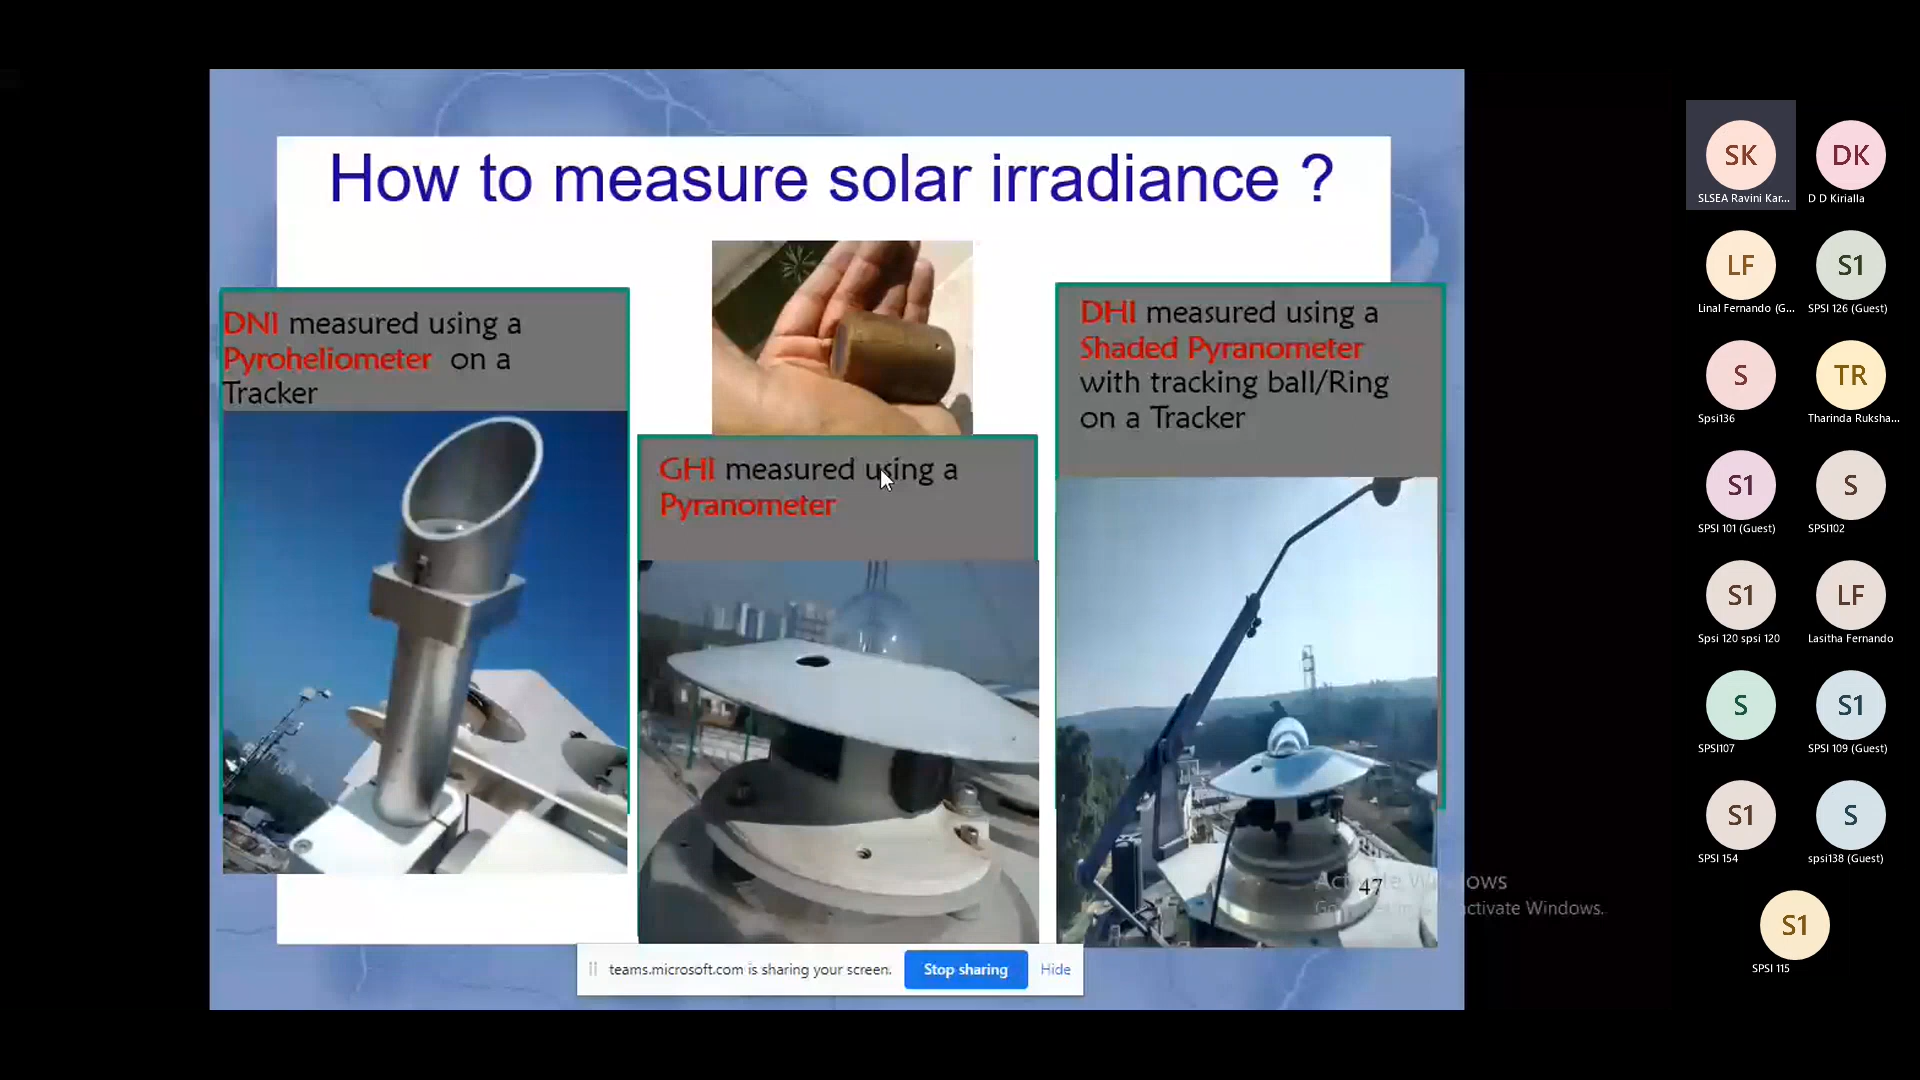 How to measure solar irradiance ?
DNI measured using a
Pyroheliometer on a
Tracker
GHI measured using a
Pyranometer
DHI measured using a
Shaded Pyranometer
with tracking ball/Ring
on a Tracker
47
Activate Windows
activate Windows.
teams.microsoft.com is sharing your screen.
Stop sharing
Hide
SK
SLSEA Ravini Kar...
DK
D D Kirialla
LF
Linal Fernando (G...
S1
SPSI 126 (Guest)
S
Spsi136
TR
Tharinda Ruksha...
S1
SPSI 101 (Guest)
S
SPSI102
S1
Spsi 120 spsi 120
LF
Lasitha Fernando
S
SPSI107
S1
SPSI 109 (Guest)
S1
SPSI 154
S
spsi138 (Guest)
S1
SPSI 115